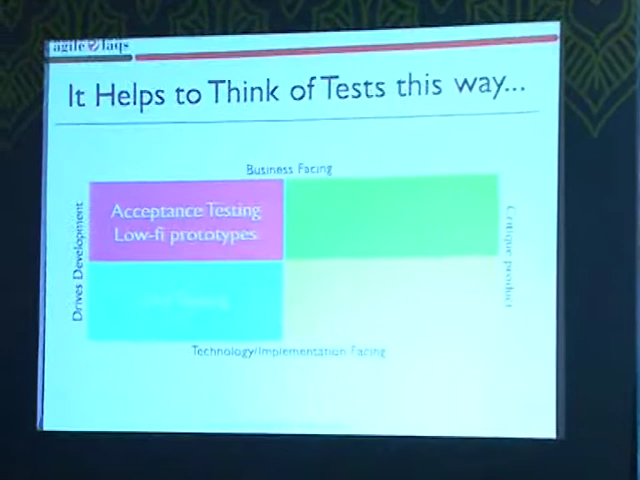 agile faqs
It Helps to Think of Tests this way...
Business Facing
Drives Development
Acceptance Testing
Low-fi prototypes
Critique product
Technology/Implementation Facing